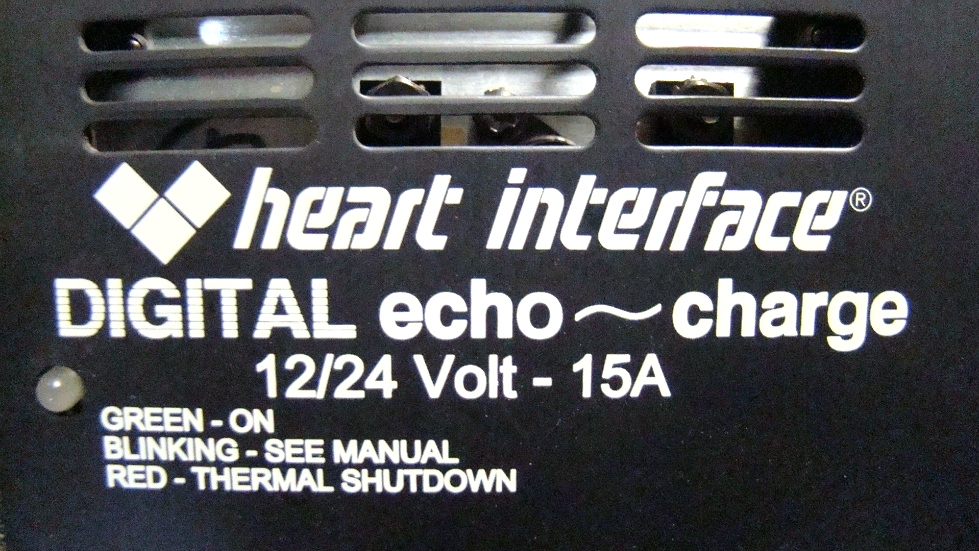 heart interface®
DIGITAL echo~charge
12/24 Volt - 15A
GREEN - ON
BLINKING - SEE MANUAL
RED - THERMAL SHUTDOWN